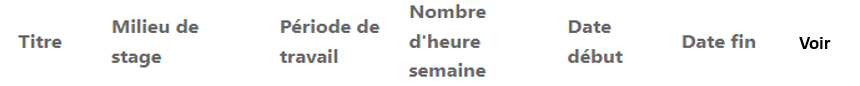 Titre
Milieu de
stage
Période de
travail
Nombre
d'heure
semaine
Date
début
Date fin
Voir